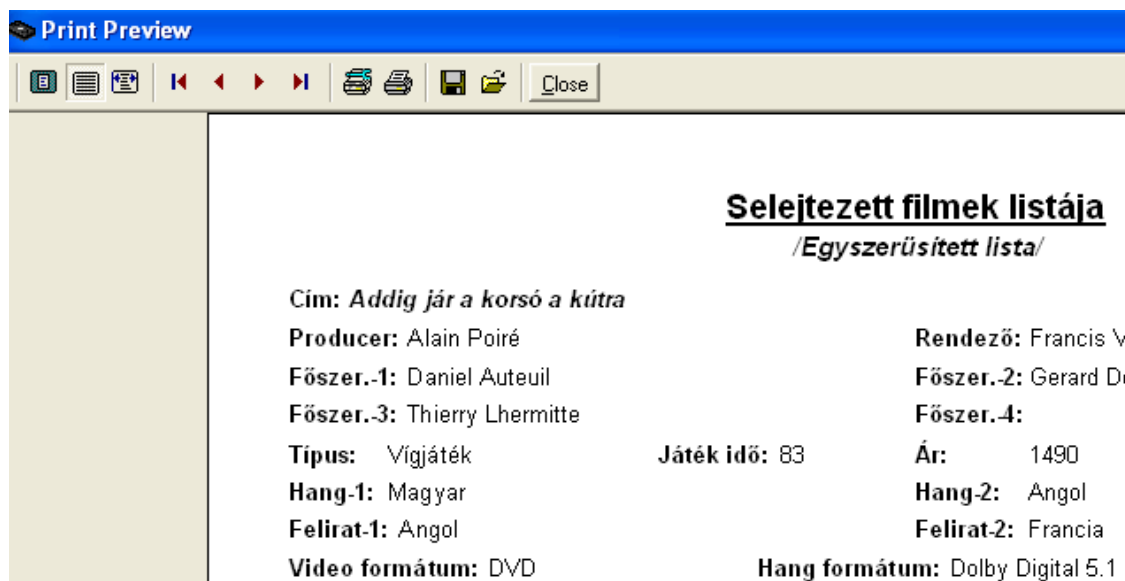 Print Preview
Close
Selejtezett filmek listája
/Egyszerüsített lista/
Cím: Addig jár a korsó a kútra
Producer: Alain Poiré Rendező: Francis
Főszer.-1: Daniel Auteuil Főszer.-2: Gerard
Főszer.-3: Thierry Lhermitte Főszer.-4:
Típus: Vígjáték Játék idő: 83 Ár: 1490
Hang-1: Magyar Hang-2: Angol
Felirat-1: Angol Felirat-2: Francia
Video formátum: DVD Hang formátum: Dolby Digital 5.1